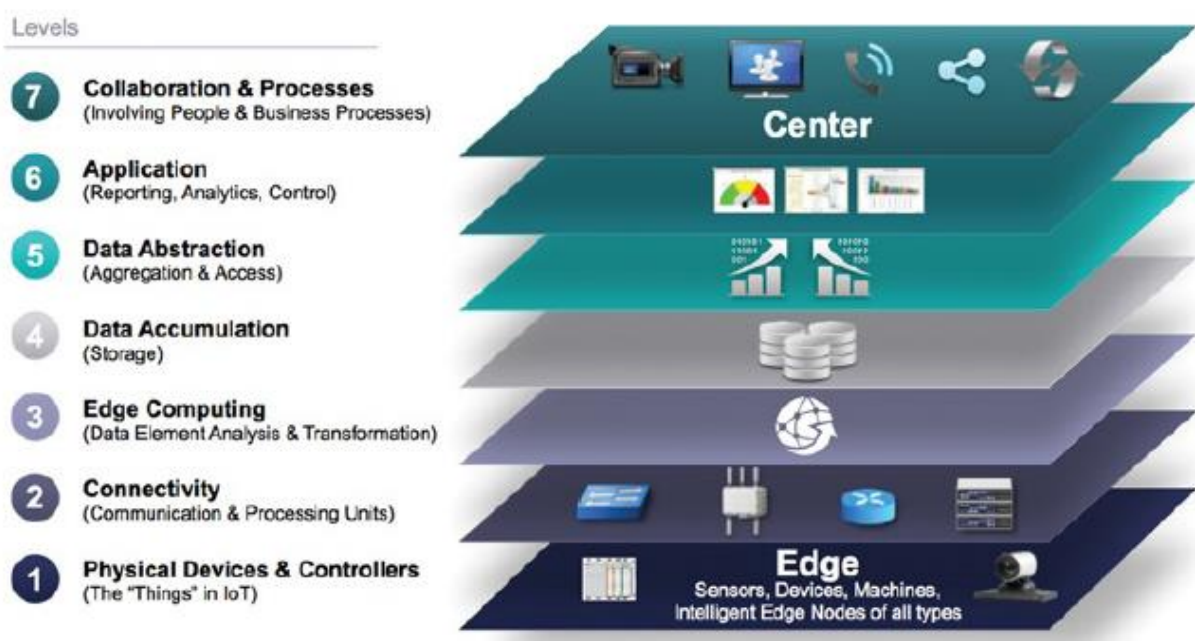 Levels
7
Collaboration & Processes
(Involving People & Business Processes)
6
Application
(Reporting, Analytics, Control)
5
Data Abstraction
(Aggregation & Access)
4
Data Accumulation
(Storage)
3
Edge Computing
(Data Element Analysis & Transformation)
2
Connectivity
(Communication & Processing Units)
1
Physical Devices & Controllers
(The "Things" in IoT)
Center
Edge
Sensors, Devices, Machines,
Intelligent Edge Nodes of all types